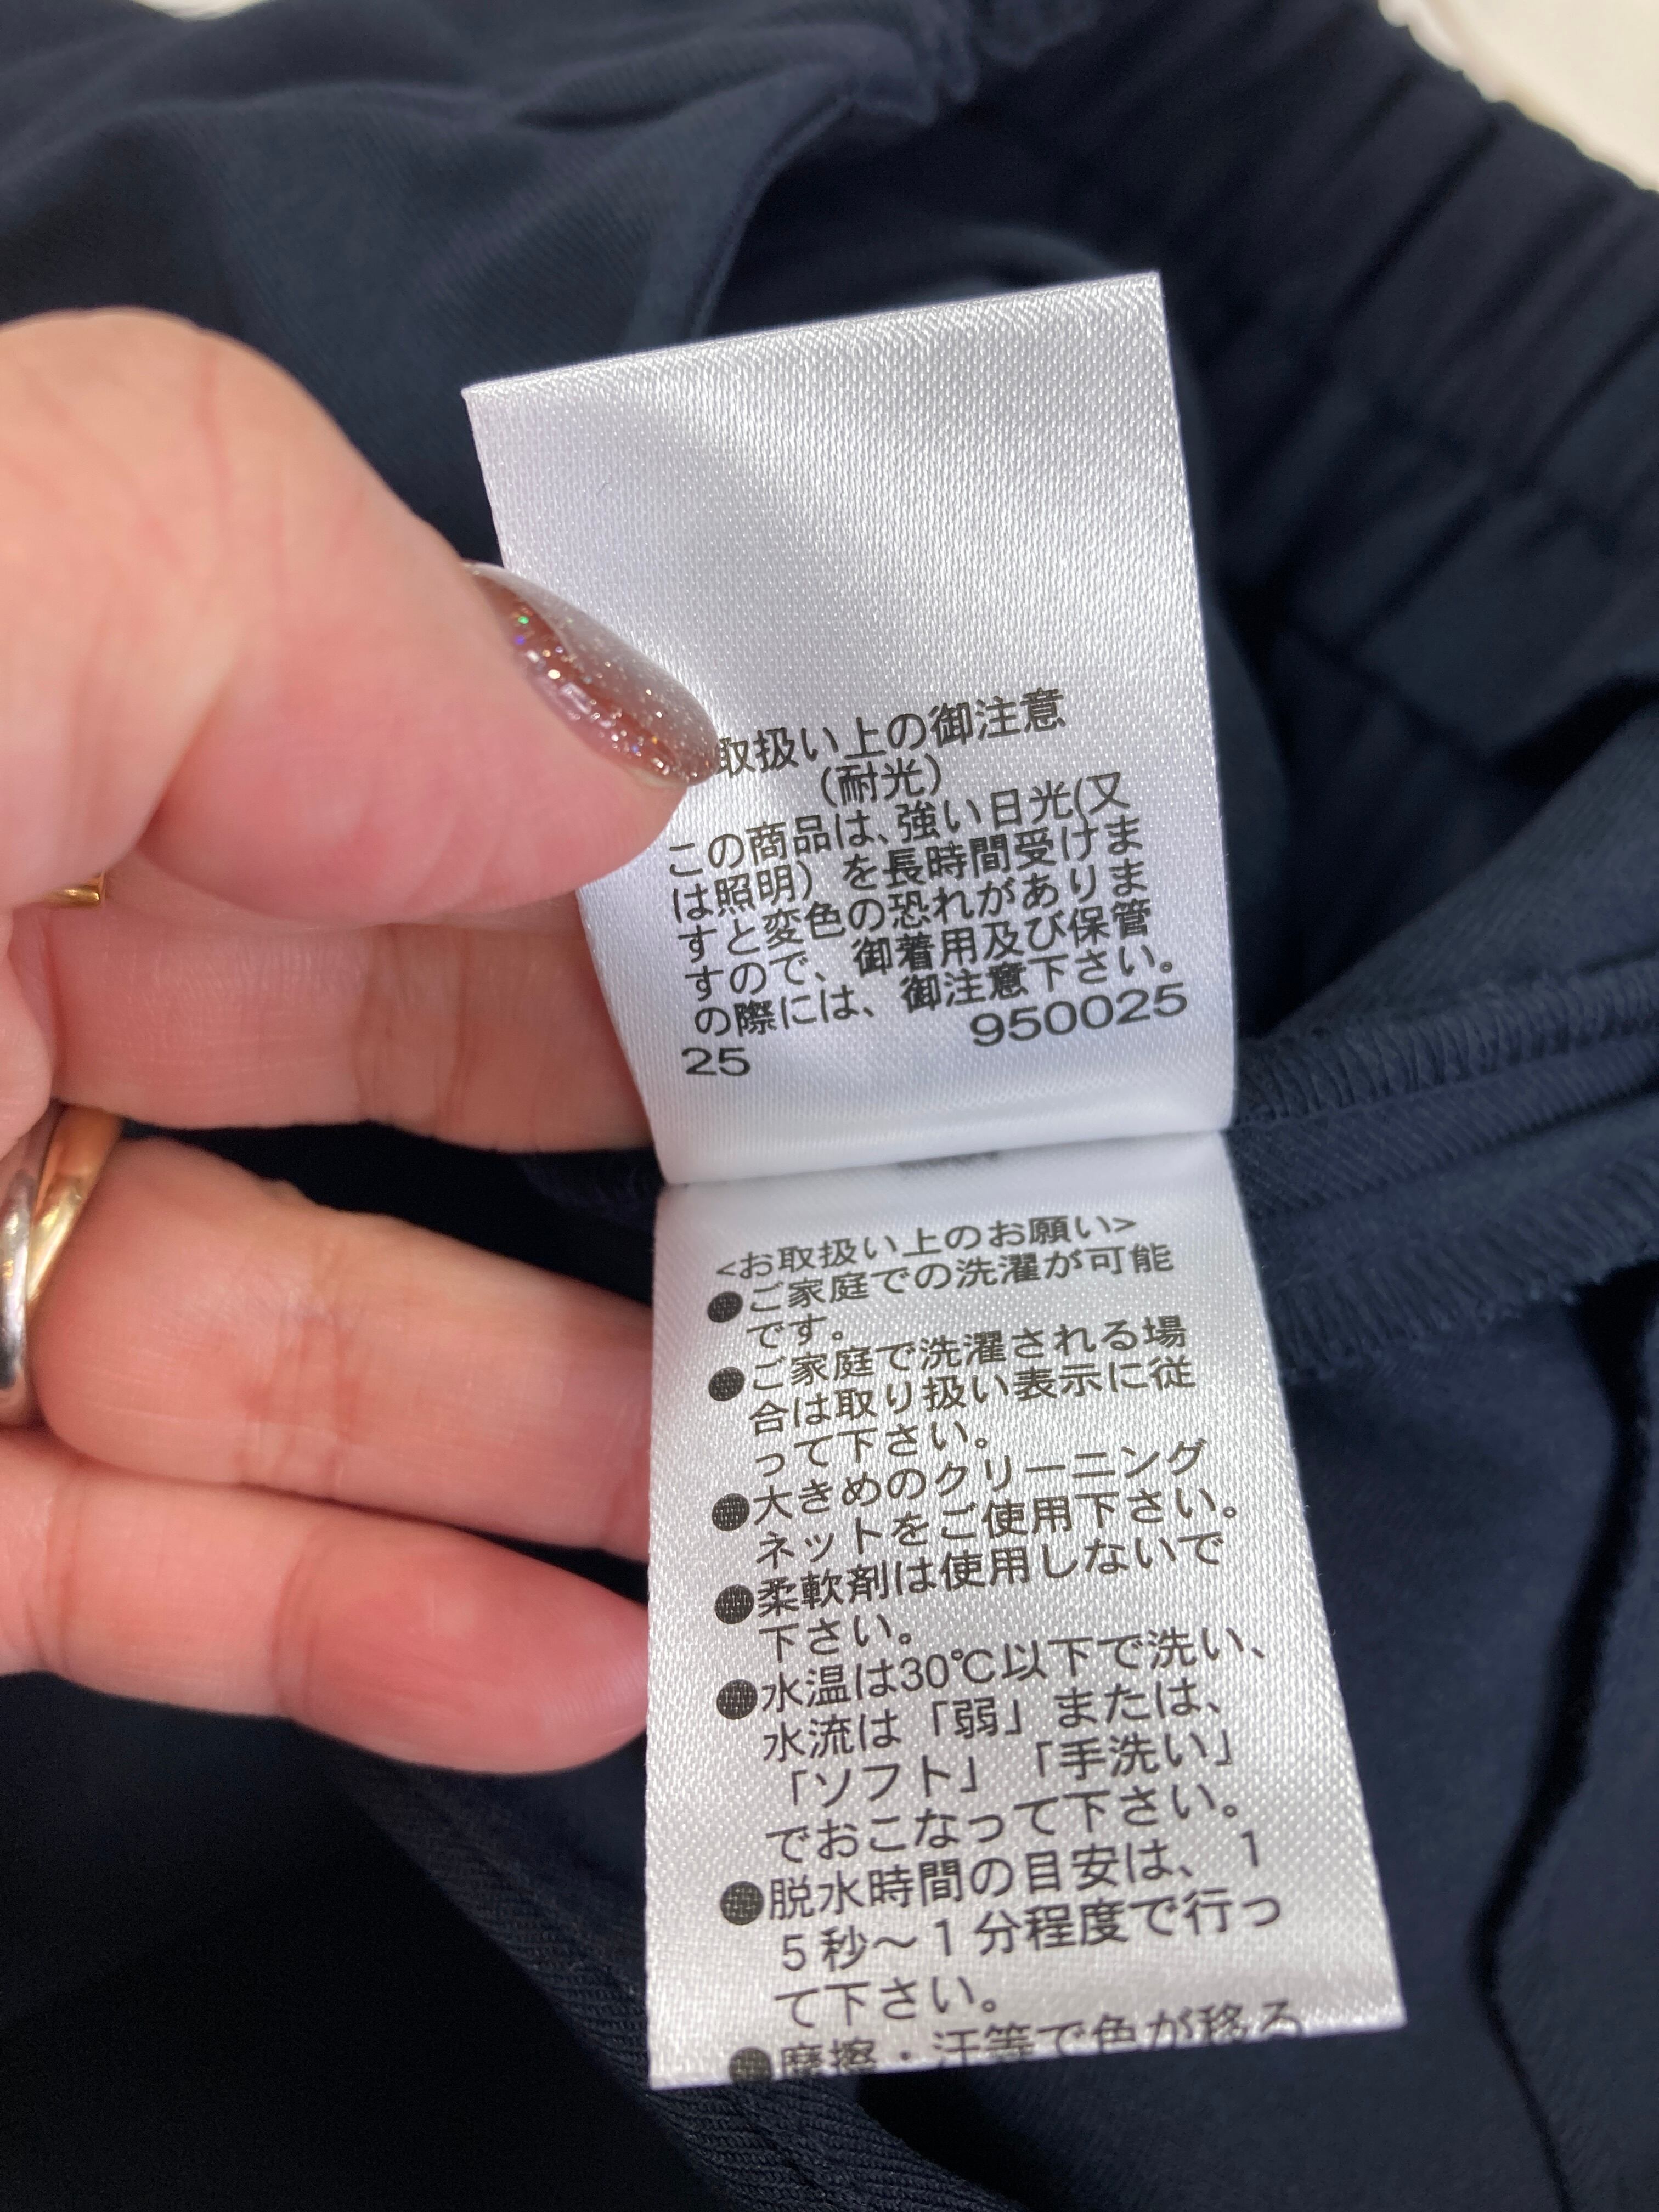 取扱い上の御注意
（耐光）
この商品は、強い日光(又
は照明）を長時間受けま
すと変色の恐れがありま
すので、御着用及び保管
の際には、御注意下さい。
25 950025
<お取扱い上のお願い>
●ご家庭での洗濯が可能
です。
●ご家庭で洗濯される場
合は取り扱い表示に従
って下さい。
●大きめのクリーニング
ネットをご使用下さい。
●柔軟剤は使用しないで
下さい。
●水温は30℃以下で洗い、
水流は「弱」または、
「ソフト」「手洗い」
でおこなって下さい。
●脱水時間の目安は、1
5秒～1分程度で行っ
て下さい。
●摩擦・汗等で色が移る